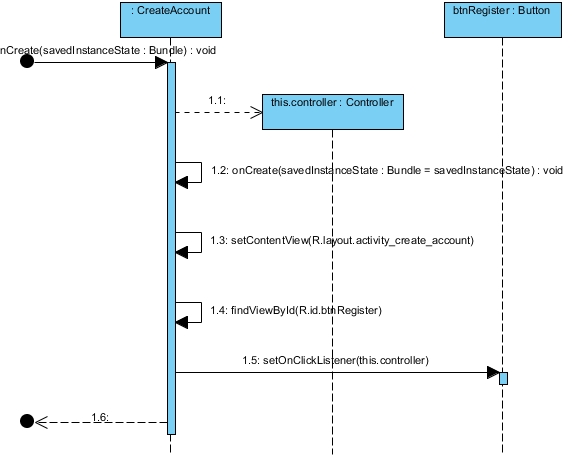 : CreateAccount
btnRegister : Button
nCreate(savedInstanceState : Bundle) : void
1.1:
this.controller : Controller
1.2: onCreate(savedInstanceState : Bundle = savedInstanceState) : void
1.3: setContentView(R.layout.activity_create_account)
1.4: findViewById(R.id.btnRegister)
1.5: setOnClickListener(this.controller)
1.6: